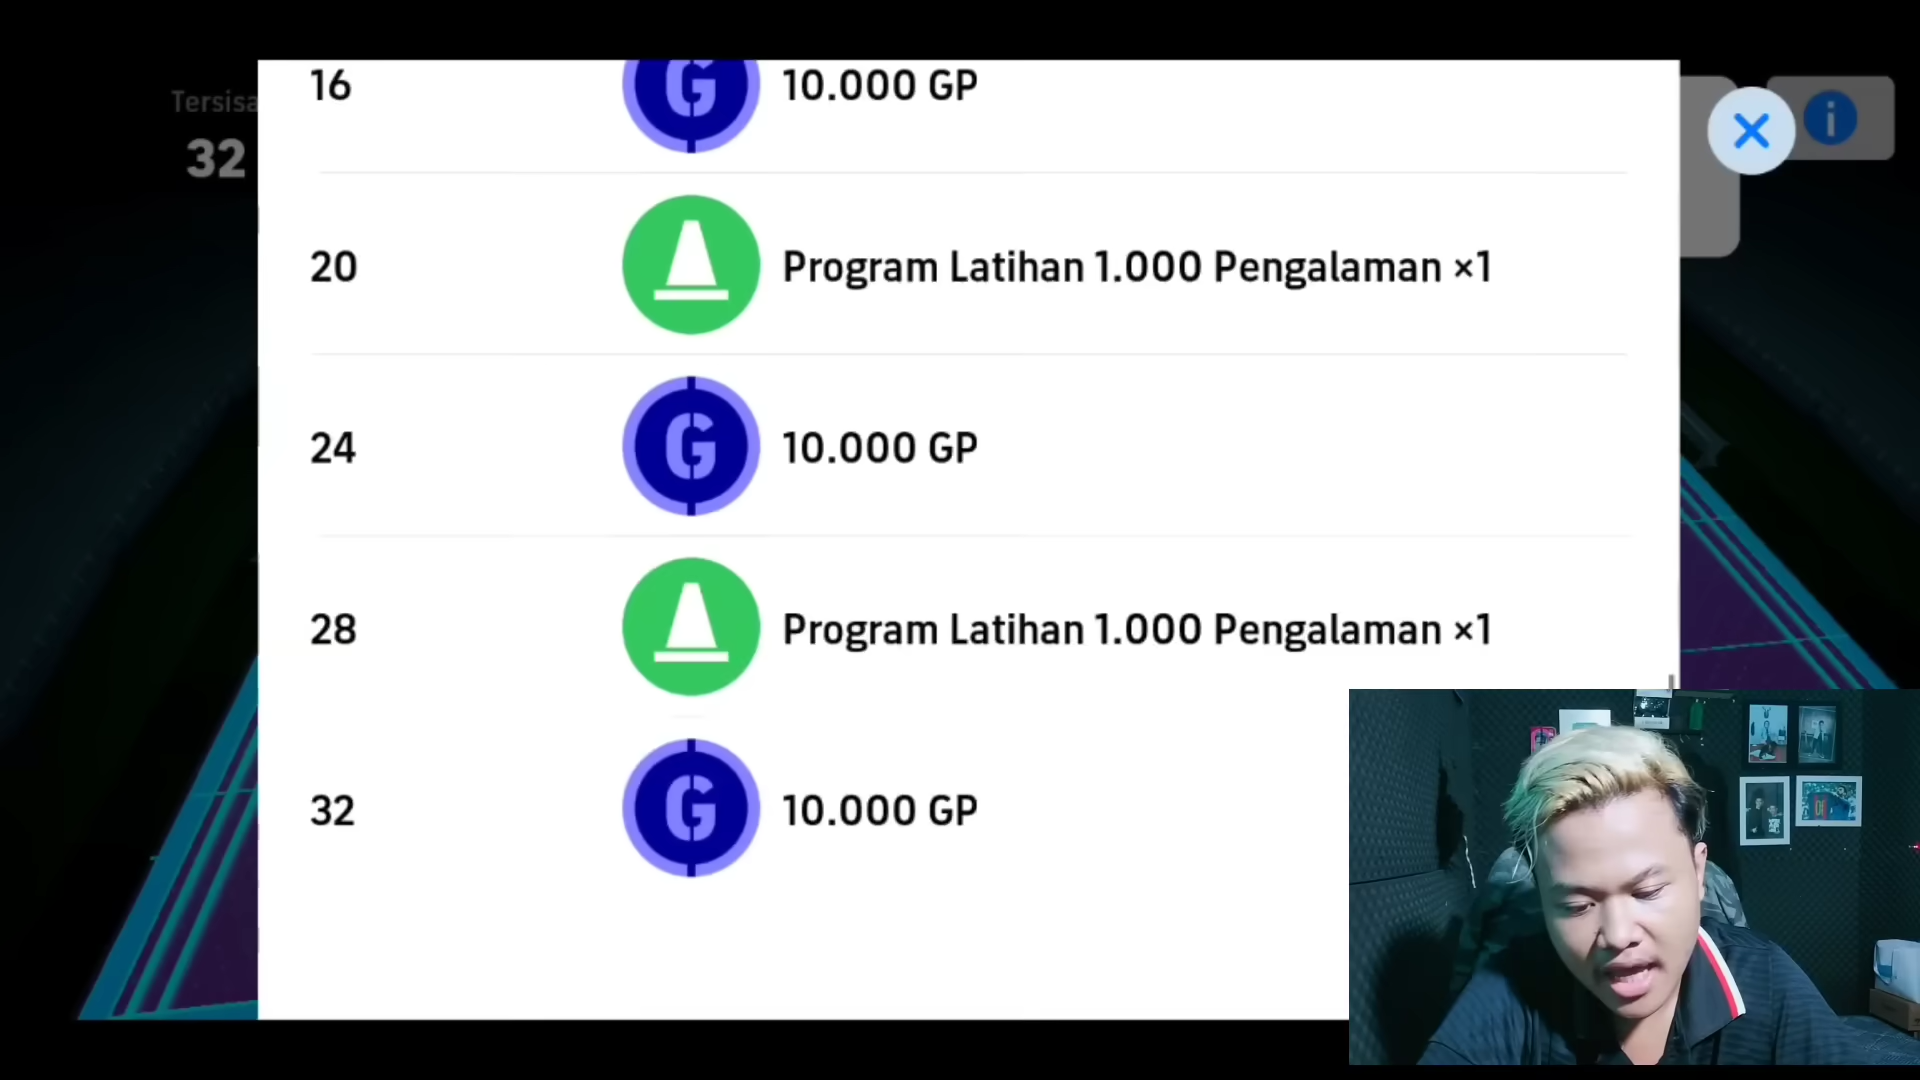 Tersisa
32
16 G 10.000 GP
20 Program Latihan 1.000 Pengalaman ×1
24 G 10.000 GP
28 Program Latihan 1.000 Pengalaman ×1
32 G 10.000 GP
i